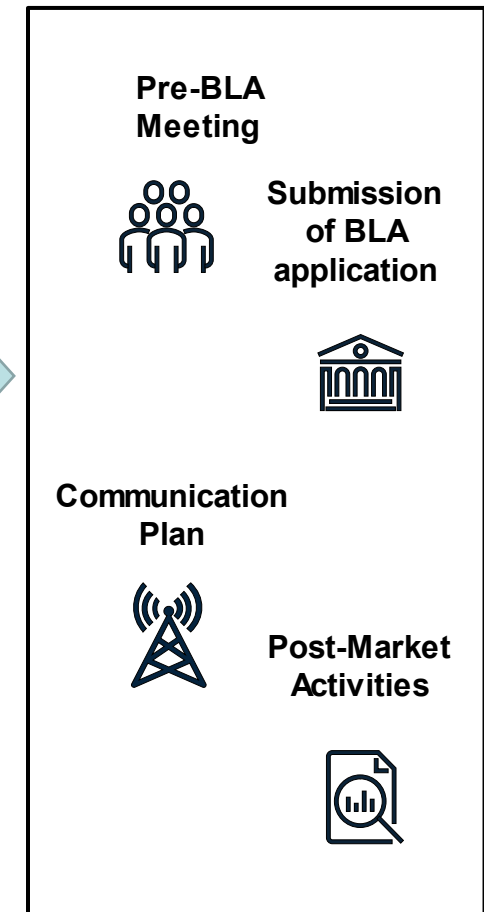 Pre-BLA
Meeting
Submission
of BLA
application
Communication
Plan
Post-Market
Activities